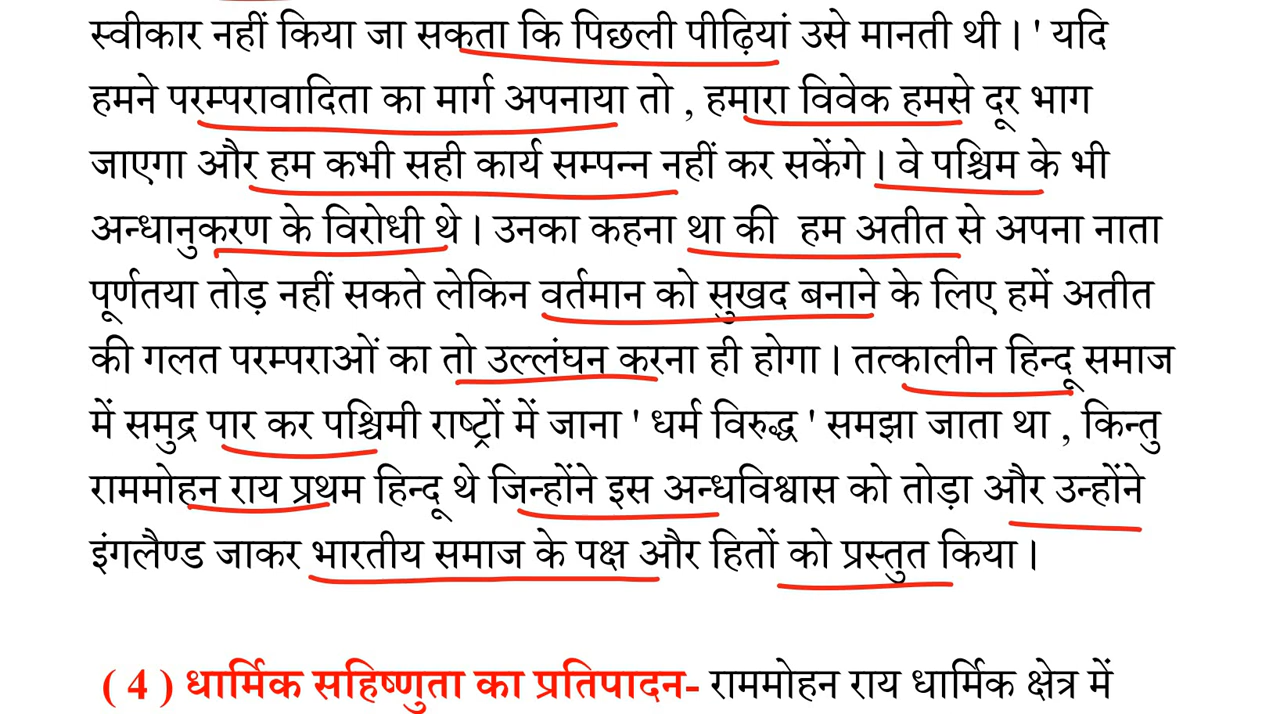 स्वीकार नहीं किया जा सकता कि पिछली पीढ़ियां उसे मानती थी। ' यदि
हमने परम्परावादिता का मार्ग अपनाया तो , हमारा विवेक हमसे दूर भाग
जाएगा और हम कभी सही कार्य सम्पन्न नहीं कर सकेंगे। वे पश्चिम के भी
अन्धानुकरण के विरोधी थे। उनका कहना था की हम अतीत से अपना नाता
पूर्णतया तोड़ नहीं सकते लेकिन वर्तमान को सुखद बनाने के लिए हमें अतीत
की गलत परम्पराओं का तो उल्लंघन करना ही होगा। तत्कालीन हिन्दू समाज
में समुद्र पार कर पश्चिमी राष्ट्रों में जाना ' धर्म विरुद्ध ' समझा जाता था , किन्तु
राममोहन राय प्रथम हिन्दू थे जिन्होंने इस अन्धविश्वास को तोड़ा और उन्होंने
इंगलैण्ड जाकर भारतीय समाज के पक्ष और हितों को प्रस्तुत किया।
( 4 ) धार्मिक सहिष्णुता का प्रतिपादन- राममोहन राय धार्मिक क्षेत्र में